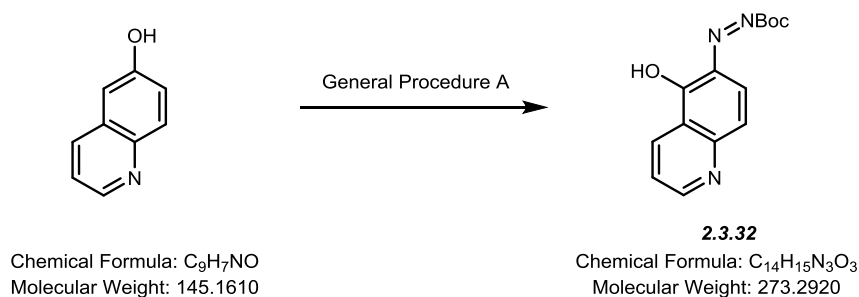 OH
N
General Procedure A
N
NBoc
HO
N
2.3.32
Chemical Formula: C₉H₇NO
Molecular Weight: 145.1610
Chemical Formula: C₁₄H₁₅N₃O₃
Molecular Weight: 273.2920